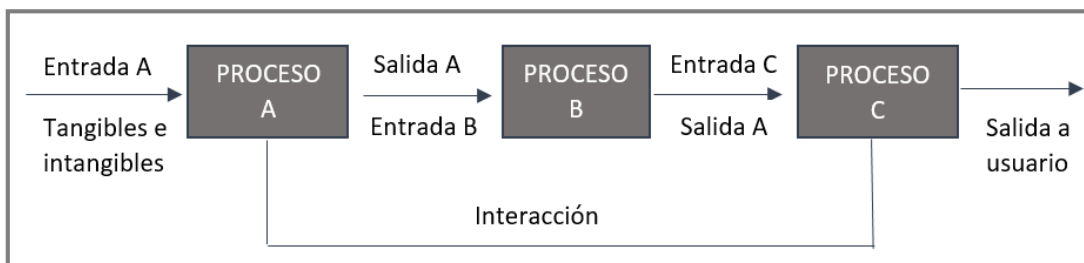 Entrada A
Tangibles e
intangibles
PROCESO
A
Salida A
Entrada B
PROCESO
B
Entrada C
Salida A
PROCESO
C
Salida a
usuario
Interacción